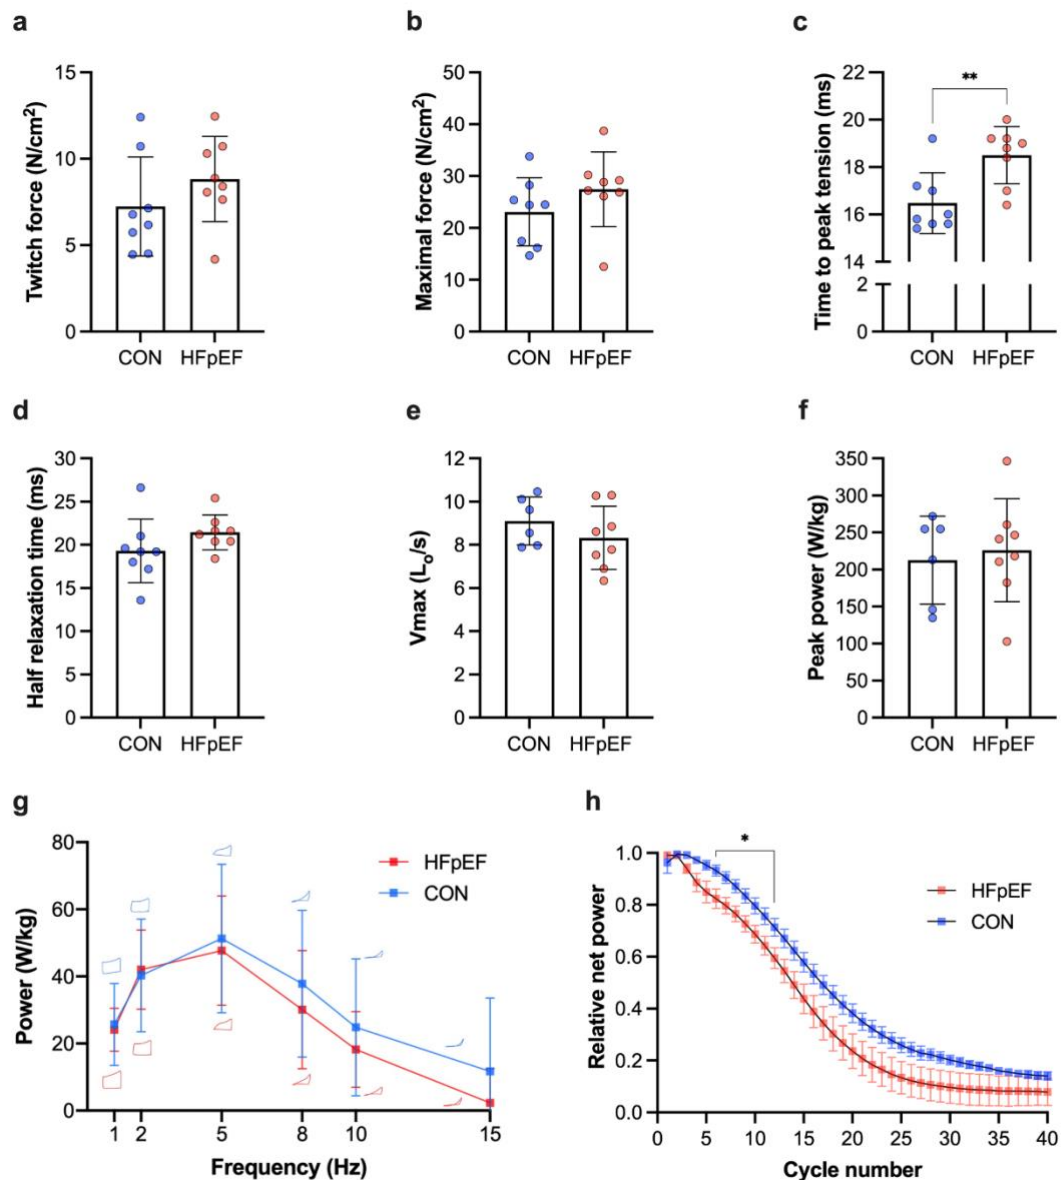 a
Twitch force (N/cm²)
15
10
5
0
CON HFpEF
b
Maximal force (N/cm²)
50
40
30
20
10
0
CON HFpEF
c
Time to peak tension (ms)
22
20
18
16
14
2
0
**
CON HFpEF
d
Half relaxation time (ms)
30
25
20
15
10
5
0
CON HFpEF
e
Vmax (L₀/s)
12
10
8
6
4
2
0
CON HFpEF
f
Peak power (W/kg)
350
300
250
200
150
100
50
0
CON HFpEF
g
Power (W/kg)
80
60
40
20
0
HFpEF
CON
1 2 5 8 10 15
Frequency (Hz)
h
Relative net power
1.0
0.8
0.6
0.4
0.2
0.0
*
HFpEF
CON
0 5 10 15 20 25 30 35 40
Cycle number